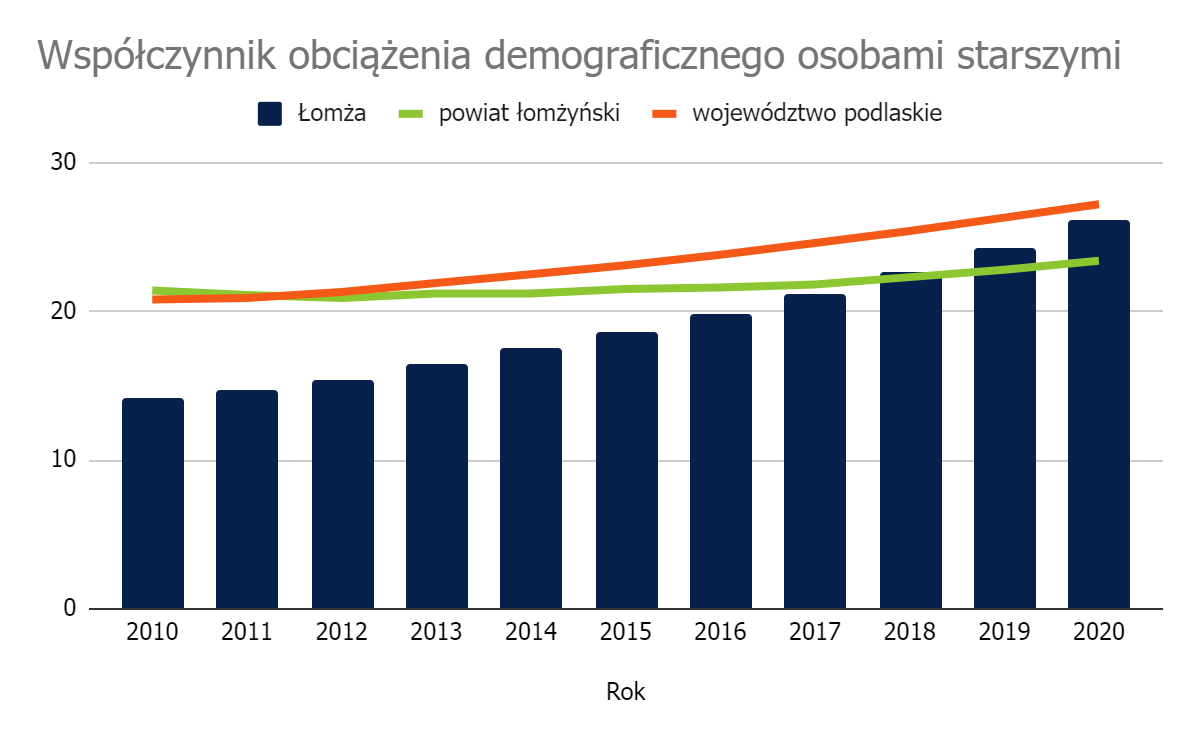 Współczynnik obciążenia demograficznego osobami starszymi
Łomża powiat łomżyński województwo podlaskie
30
20
10
0
2010 2011 2012 2013 2014 2015 2016 2017 2018 2019 2020
Rok